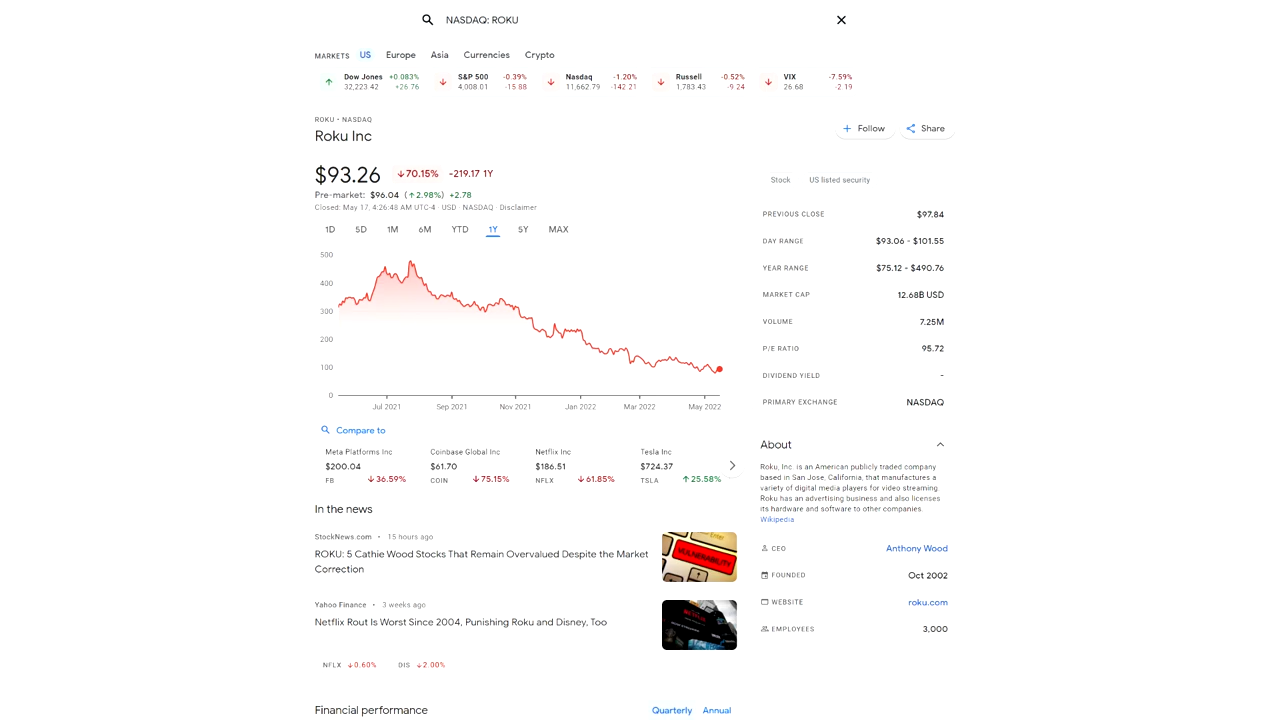 NASDAQ: ROKU
MARKETS US Europe Asia Currencies Crypto
Dow Jones +0.083% S&P 500 -0.39% Nasdaq -1.20% Russell -0.52% VIX -7.59%
32,223.42 +26.76 4,008.01 -15.88 11,662.79 -142.21 1,783.43 -9.24 26.68 -2.19
ROKU • NASDAQ
Roku Inc
Follow Share
$93.26 70.15% -219.17 1Y
Pre-market: $96.04 (↑2.98%) +2.78
Closed: May 17, 4:26:48 AM UTC-4 · USD · NASDAQ · Disclaimer
1D 5D 1M 6M YTD 1Y 5Y MAX
500
400
300
200
100
0
Jul 2021 Sep 2021 Nov 2021 Jan 2022 Mar 2022 May 2022
Compare to
Meta Platforms Inc Coinbase Global Inc Netflix Inc Tesla Inc
$200.04 $61.70 $186.51 $724.37
FB 36.59% COIN 75.15% NFLX 61.85% TSLA 25.58%
In the news
StockNews.com • 15 hours ago
ROKU: 5 Cathie Wood Stocks That Remain Overvalued Despite the Market
Correction
Enter
VULNERABILITY
Yahoo Finance • 3 weeks ago
Netflix Rout Is Worst Since 2004, Punishing Roku and Disney, Too
NFLX ↓0.60% DIS ↓2.00%
Financial performance Quarterly Annual
Stock US listed security
PREVIOUS CLOSE $97.84
DAY RANGE $93.06 - $101.55
YEAR RANGE $75.12 - $490.76
MARKET CAP 12.68B USD
VOLUME 7.25M
P/E RATIO 95.72
DIVIDEND YIELD -
PRIMARY EXCHANGE NASDAQ
About
Roku, Inc. is an American publicly traded company
based in San Jose, California, that manufactures a
variety of digital media players for video streaming.
Roku has an advertising business and also licenses
its hardware and software to other companies.
Wikipedia
CEO Anthony Wood
FOUNDED Oct 2002
WEBSITE roku.com
EMPLOYEES 3,000